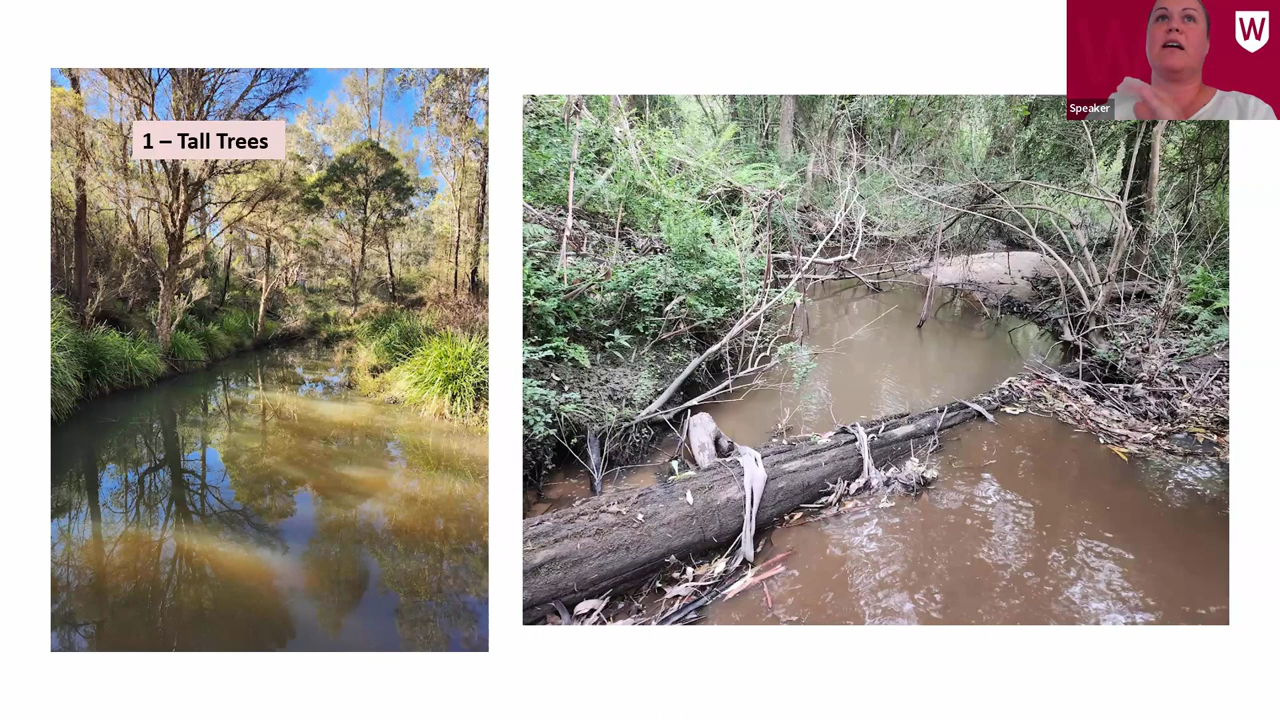 1 – Tall Trees
W
Speaker